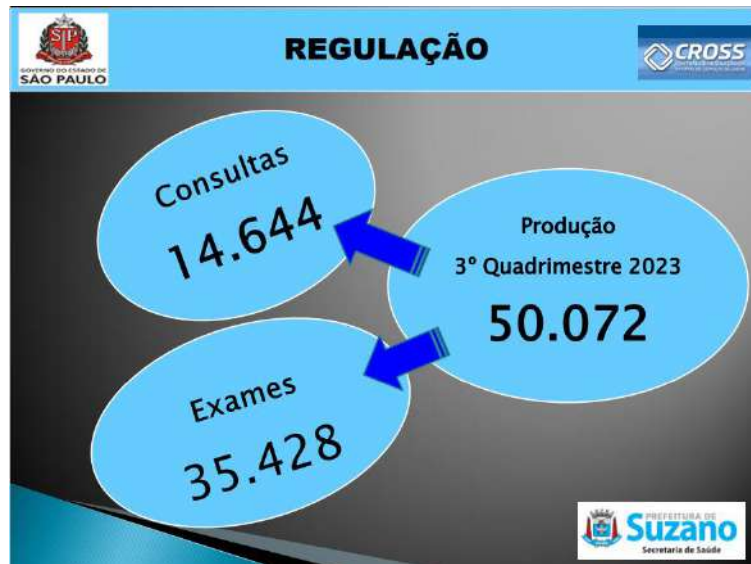 SP
GOVERNO DO ESTADO DE
SÃO PAULO
REGULAÇÃO
CROSS
Consultas
14.644
Produção
3º Quadrimestre 2023
50.072
Exames
35.428
PREFEITURA DE
Suzano
Secretaria de Saúde